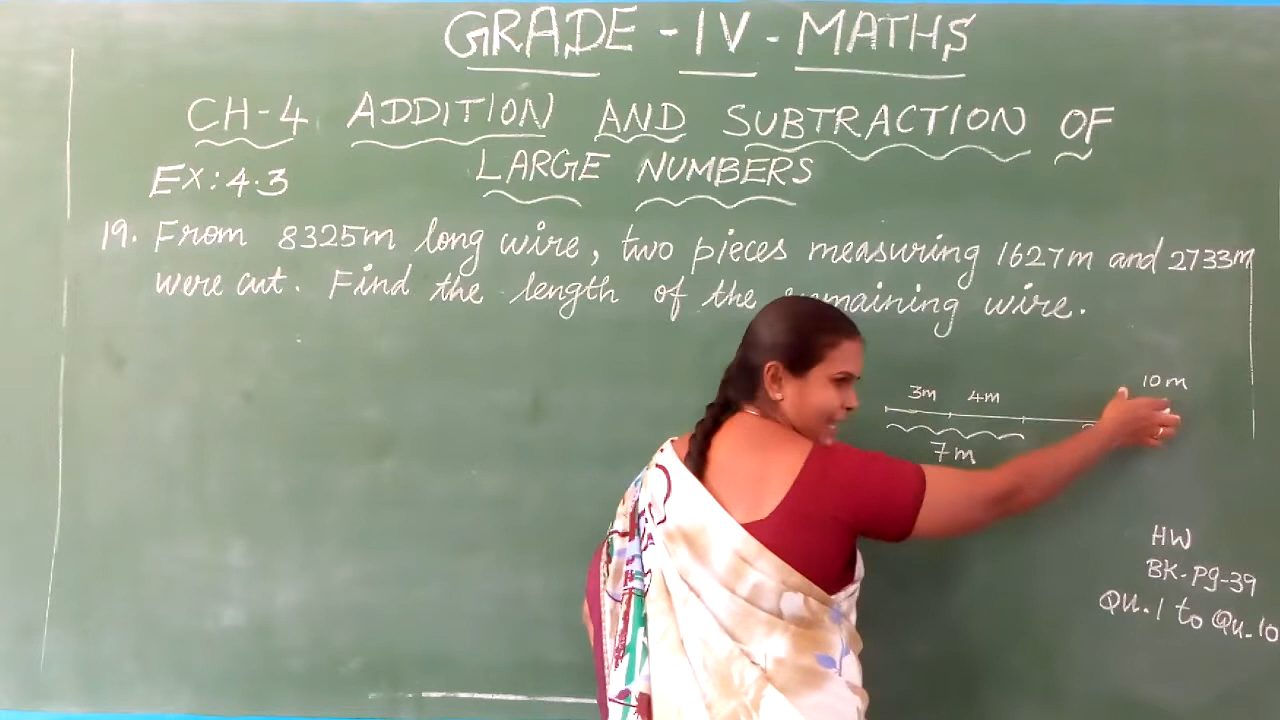 GRADE - IV - MATHS
CH-4 ADDITION AND SUBTRACTION OF
LARGE NUMBERS
EX: 4.3
19. From 8325m long wire, two pieces measuring 1627m and 2733m
were cut. Find the length of the wire.
10m
3m 4m
7m
HW
BK-Pg-39
Qu.1 to Qu.10